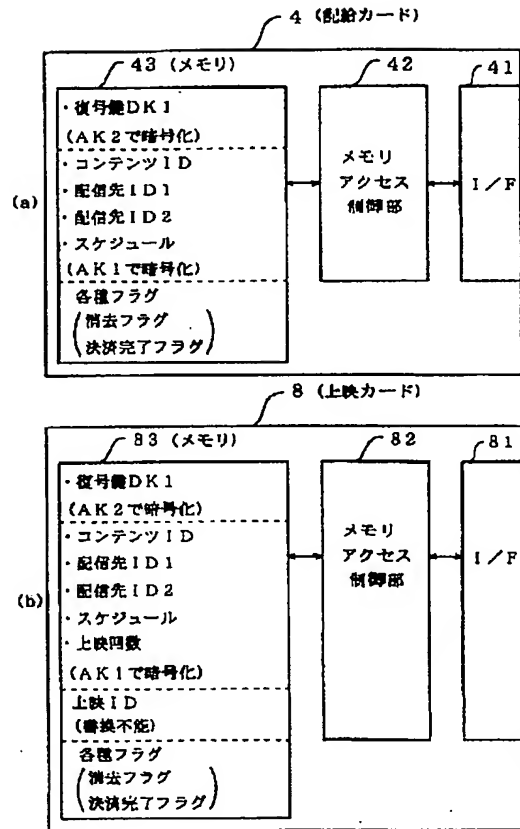 4 (配給カード)
43 (メモリ)
42
41
(a)
・復号鍵DK1
(AK2で暗号化)
・コンテンツID
・配信先ID1
・配信先ID2
・スケジュール
(AK1で暗号化)
各種フラグ
(消去フラグ
決済完了フラグ)
メモリ
アクセス
制御部
I/F
8 (上映カード)
83 (メモリ)
82
81
(b)
・復号鍵DK1
(AK2で暗号化)
・コンテンツID
・配信先ID1
・配信先ID2
・スケジュール
・上映回数
(AK1で暗号化)
上映ID
(書換不能)
各種フラグ
(消去フラグ
決済完了フラグ)
メモリ
アクセス
制御部
I/F